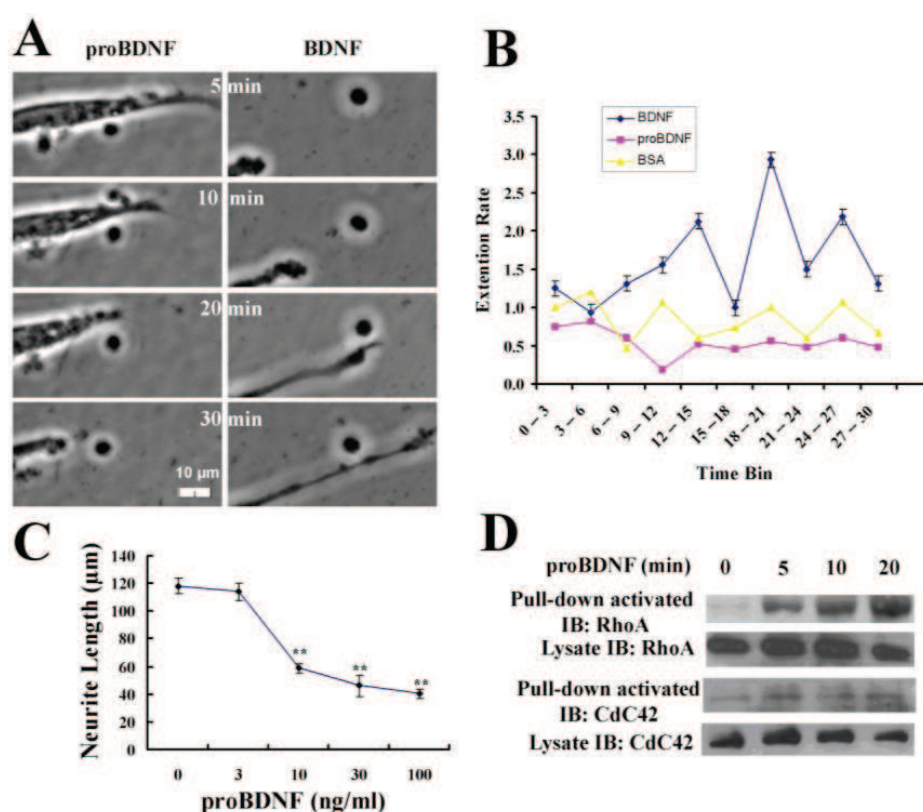 A
proBDNF
BDNF
5 min
10 min
20 min
30 min
10 µm
B
BDNF
proBDNF
BSA
Extention Rate
3.5
3.0
2.5
2.0
1.5
1.0
0.5
0.0
0 – 3
3 – 6
6 – 9
9 – 12
12 – 15
15 – 18
18 – 21
21 – 24
24 – 27
27 – 30
Time Bin
C
Neurite Length (µm)
140
120
100
80
60
40
20
0
**
**
**
0 3 10 30 100
proBDNF (ng/ml)
D
proBDNF (min) 0 5 10 20
Pull-down activated
IB: RhoA
Lysate IB: RhoA
Pull-down activated
IB: CdC42
Lysate IB: CdC42